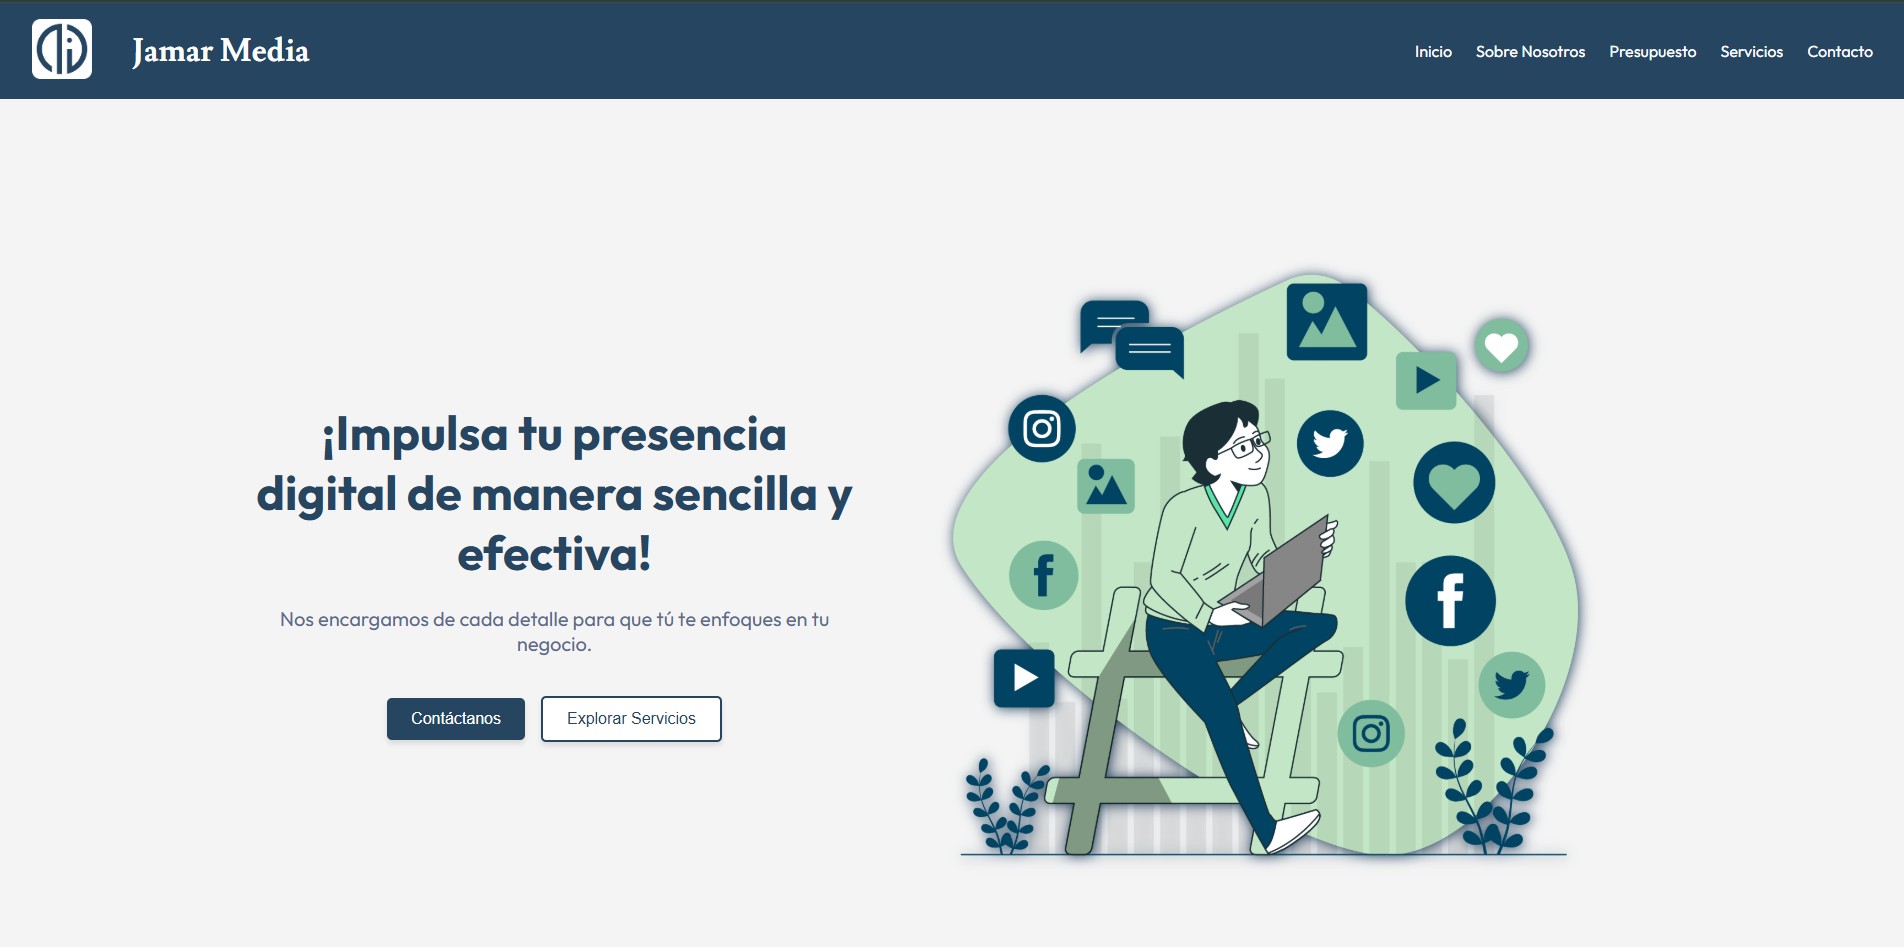 Jamar Media
Inicio Sobre Nosotros Presupuesto Servicios Contacto
¡Impulsa tu presencia
digital de manera sencilla y
efectiva!
Nos encargamos de cada detalle para que tú te enfoques en tu
negocio.
Contáctanos Explorar Servicios